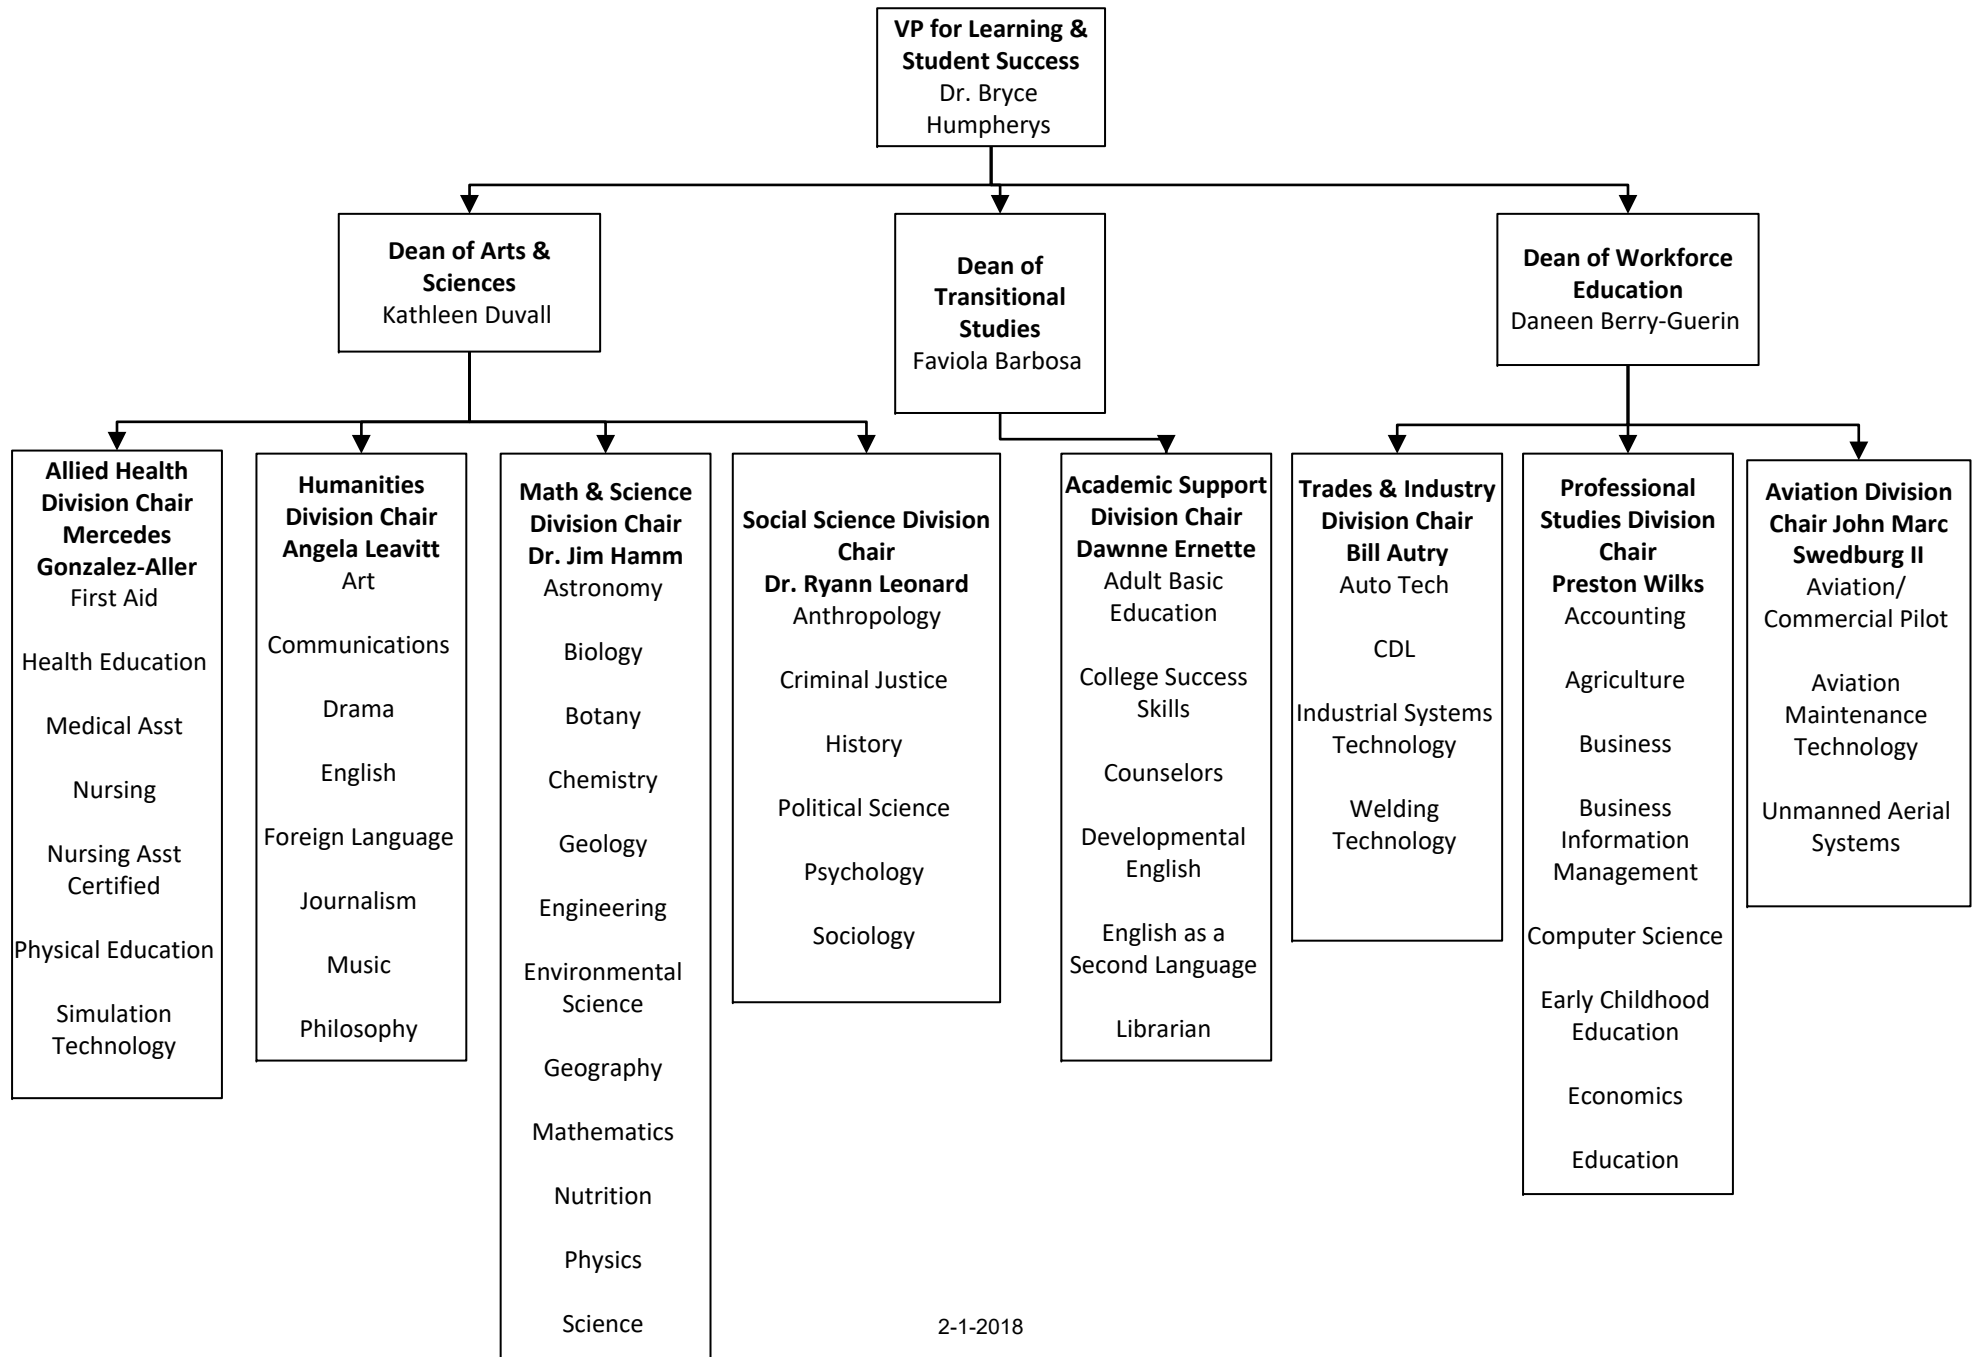 VP for Learning &
Student Success
Dr. Bryce
Humpherys
Dean of Arts &
Sciences
Kathleen Duvall
Dean of
Transitional
Studies
Faviola Barbosa
Dean of Workforce
Education
Daneen Berry-Guerin
Allied Health
Division Chair
Mercedes
Gonzalez-Aller
First Aid
Health Education
Medical Asst
Nursing
Nursing Asst
Certified
Physical Education
Simulation
Technology
Humanities
Division Chair
Angela Leavitt
Art
Communications
Drama
English
Foreign Language
Journalism
Music
Philosophy
Math & Science
Division Chair
Dr. Jim Hamm
Astronomy
Biology
Botany
Chemistry
Geology
Engineering
Environmental
Science
Geography
Mathematics
Nutrition
Physics
Science
Social Science Division
Chair
Dr. Ryann Leonard
Anthropology
Criminal Justice
History
Political Science
Psychology
Sociology
Academic Support
Division Chair
Dawnne Ernette
Adult Basic
Education
College Success
Skills
Counselors
Developmental
English
English as a
Second Language
Librarian
Trades & Industry
Division Chair
Bill Autry
Auto Tech
CDL
Industrial Systems
Technology
Welding
Technology
Professional
Studies Division
Chair
Preston Wilks
Accounting
Agriculture
Business
Business
Information
Management
Computer Science
Early Childhood
Education
Economics
Education
Aviation Division
Chair John Marc
Swedburg II
Aviation/
Commercial Pilot
Aviation
Maintenance
Technology
Unmanned Aerial
Systems
2-1-2018